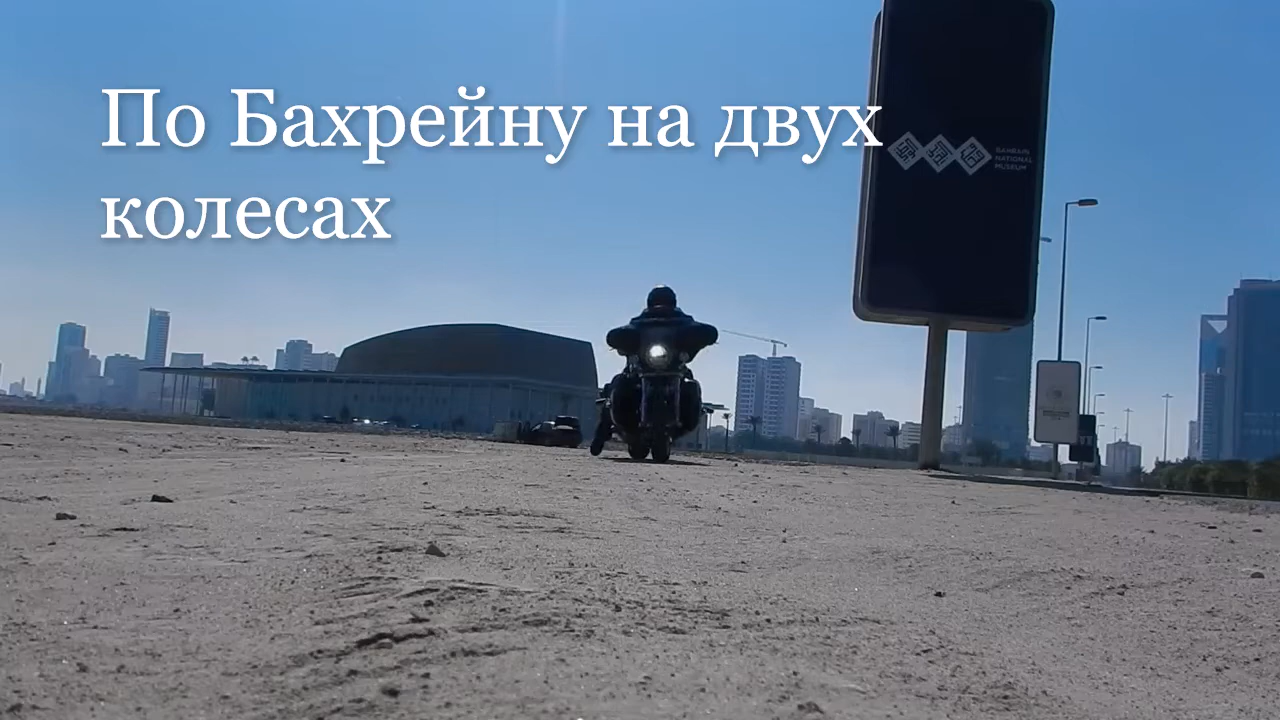 По Бахрейну на двух
колесах
BAHRAIN
NATIONAL
MUSEUM